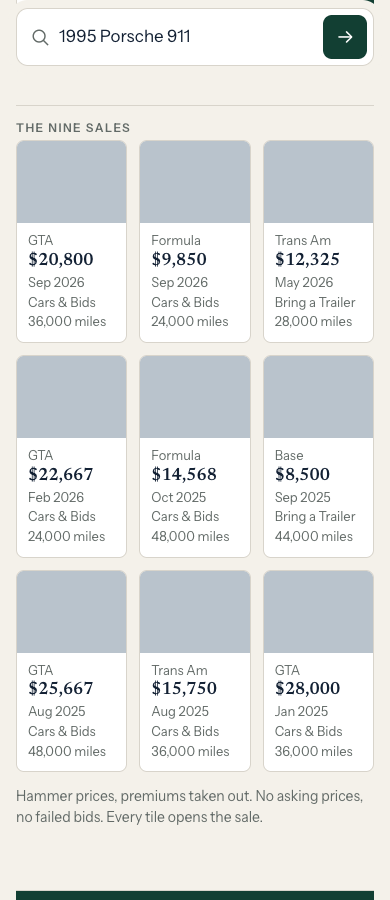 1995 Porsche 911
THE NINE SALES
GTA
$20,800
Sep 2026
Cars & Bids
36,000 miles
Formula
$9,850
Sep 2026
Cars & Bids
24,000 miles
Trans Am
$12,325
May 2026
Bring a Trailer
28,000 miles
GTA
$22,667
Feb 2026
Cars & Bids
24,000 miles
Formula
$14,568
Oct 2025
Cars & Bids
48,000 miles
Base
$8,500
Sep 2025
Bring a Trailer
44,000 miles
GTA
$25,667
Aug 2025
Cars & Bids
48,000 miles
Trans Am
$15,750
Aug 2025
Cars & Bids
36,000 miles
GTA
$28,000
Jan 2025
Cars & Bids
36,000 miles
Hammer prices, premiums taken out. No asking prices,
no failed bids. Every tile opens the sale.